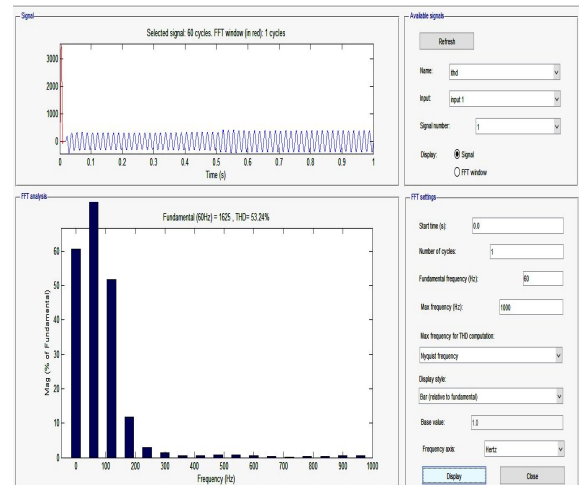 Signal
Selected signal: 60 cycles. FFT window (in red): 1 cycles
3000
2000
1000
0
0 0.1 0.2 0.3 0.4 0.5 0.6 0.7 0.8 0.9 1
Time (s)
FFT analysis
Fundamental (60Hz) = 1625 , THD= 53.24%
60
50
40
30
20
10
0
Mag (% of Fundamental)
0 100 200 300 400 500 600 700 800 900 1000
Frequency (Hz)
Available signals
Refresh
Name: thd
Input: input 1
Signal number: 1
Display: Signal
FFT window
FFT settings
Start time (s): 0.0
Number of cycles: 1
Fundamental frequency (Hz): 60
Max frequency (Hz): 1000
Max frequency for THD computation:
Nyquist frequency
Display style:
Bar (relative to fundamental)
Base value: 1.0
Frequency axis: Hertz
Display Close